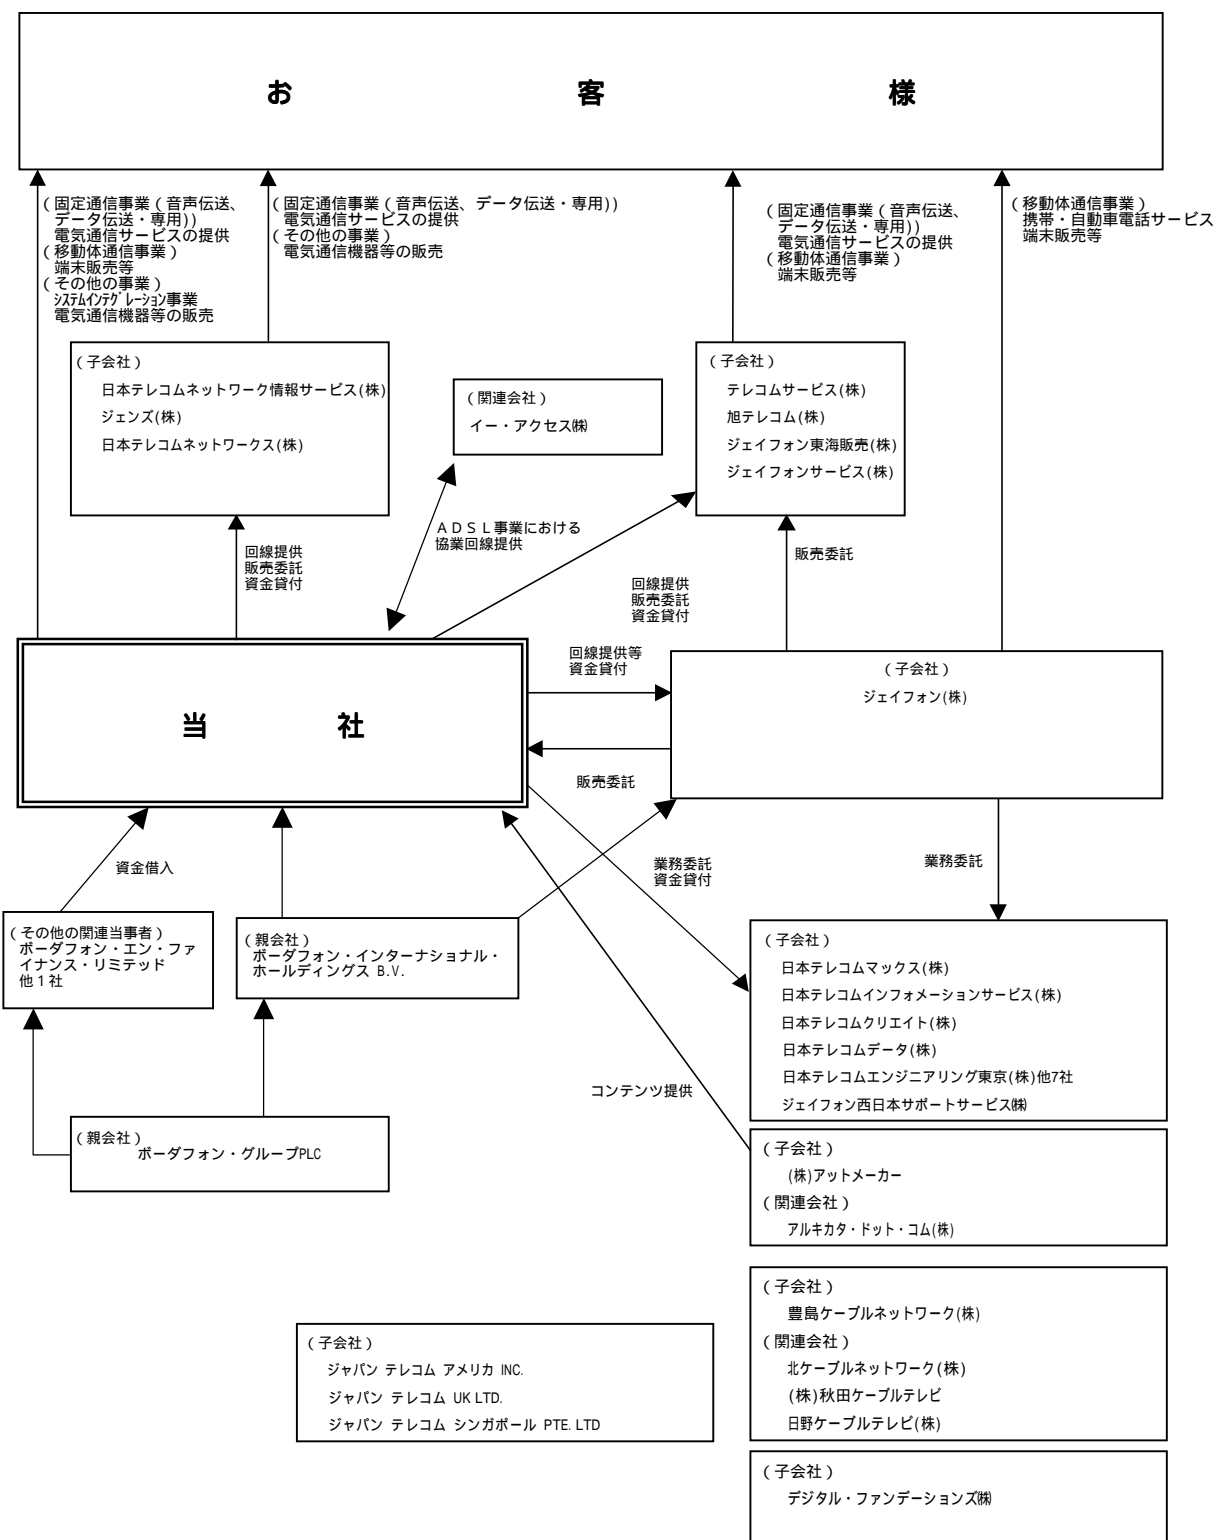 お　客　様
(固定通信事業(音声伝送、
データ伝送・専用))
電気通信サービスの提供
(移動体通信事業)
端末販売等
(その他の事業)
ｼｽﾃﾑｲﾝﾃｸﾞﾚｰｼｮﾝ事業
電気通信機器等の販売
(固定通信事業(音声伝送、データ伝送・専用))
電気通信サービスの提供
(その他の事業)
電気通信機器等の販売
(固定通信事業(音声伝送、
データ伝送・専用))
電気通信サービスの提供
(移動体通信事業)
端末販売等
(移動体通信事業)
携帯・自動車電話サービス
端末販売等
(子会社)
日本テレコムネットワーク情報サービス(株)
ジェンズ(株)
日本テレコムネットワークス(株)
(関連会社)
イー・アクセス㈱
(子会社)
テレコムサービス(株)
旭テレコム(株)
ジェイフォン東海販売(株)
ジェイフォンサービス(株)
回線提供
販売委託
資金貸付
ＡＤＳＬ事業における
協業回線提供
回線提供
販売委託
資金貸付
販売委託
当　社
回線提供等
資金貸付
販売委託
(子会社)
ジェイフォン(株)
資金借入
業務委託
資金貸付
業務委託
(その他の関連当事者)
ボーダフォン・エン・ファ
イナンス・リミテッド
他１社
(親会社)
ボーダフォン・インターナショナル・
ホールディングス B.V.
(親会社)
ボーダフォン・グループPLC
コンテンツ提供
(子会社)
日本テレコムマックス(株)
日本テレコムインフォメーションサービス(株)
日本テレコムクリエイト(株)
日本テレコムデータ(株)
日本テレコムエンジニアリング東京(株)他7社
ジェイフォン西日本サポートサービス㈱
(子会社)
(株)アットメーカー
(関連会社)
アルキカタ・ドット・コム(株)
(子会社)
豊島ケーブルネットワーク(株)
(関連会社)
北ケーブルネットワーク(株)
(株)秋田ケーブルテレビ
日野ケーブルテレビ(株)
(子会社)
ジャパン テレコム アメリカ INC.
ジャパン テレコム UK LTD.
ジャパン テレコム シンガポール PTE.LTD
(子会社)
デジタル・ファンデーションズ㈱